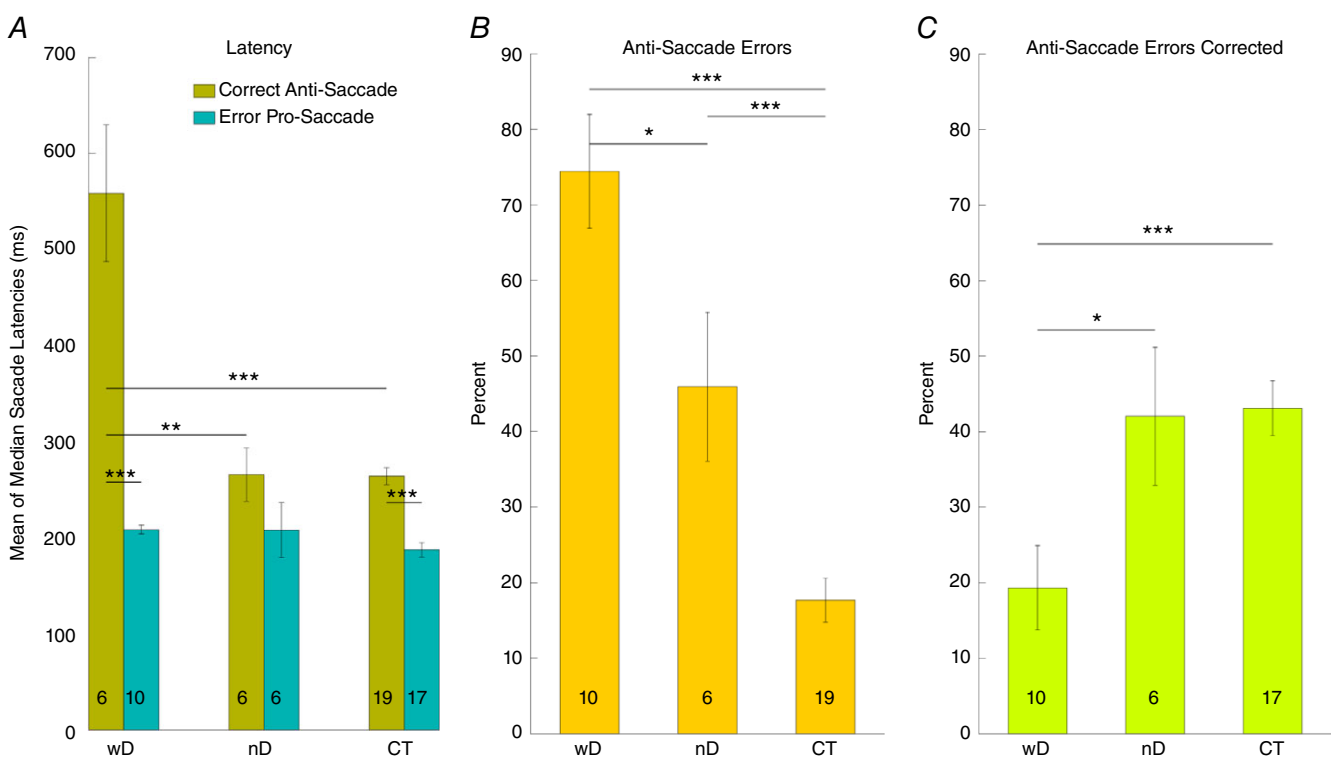 A
Latency
Mean of Median Saccade Latencies (ms)
700
600
500
400
300
200
100
0
Correct Anti-Saccade
Error Pro-Saccade
***
**
***
***
6 10 6 6 19 17
wD nD CT
B
Anti-Saccade Errors
Percent
90
80
70
60
50
40
30
20
10
0
***
***
*
10 6 19
wD nD CT
C
Anti-Saccade Errors Corrected
Percent
90
80
70
60
50
40
30
20
10
0
***
*
10 6 17
wD nD CT